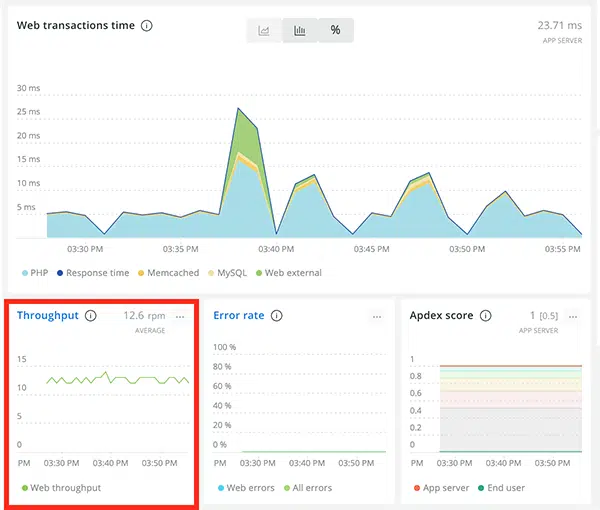 Web transactions time
%
23.71 ms
APP SERVER
30 ms
25 ms
20 ms
15 ms
10 ms
5 ms
03:30 PM 03:35 PM 03:40 PM 03:45 PM 03:50 PM 03:55 PM
PHP Response time Memcached MySQL Web external
Throughput 12.6 rpm ...
AVERAGE
15
10
5
0
PM 03:30 PM 03:40 PM 03:50 PM
Web throughput
Error rate ...
100 %
80 %
60 %
40 %
20 %
0 %
PM 03:30 PM 03:40 PM 03:50 PM
Web errors All errors
Apdex score 1 [0.5] ...
APP SERVER
1
0.8
0.6
0.4
0.2
0
PM 03:30 PM 03:40 PM 03:50 PM
App server End user